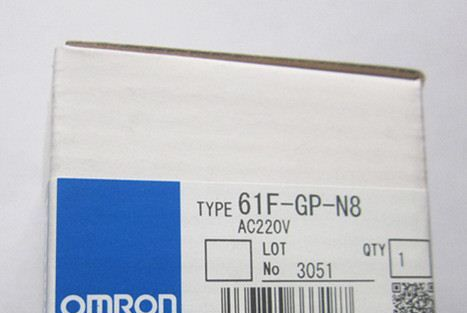 TYPE 61F-GP-N8
AC220V
LOT
No 3051
QTY 1
OMRON